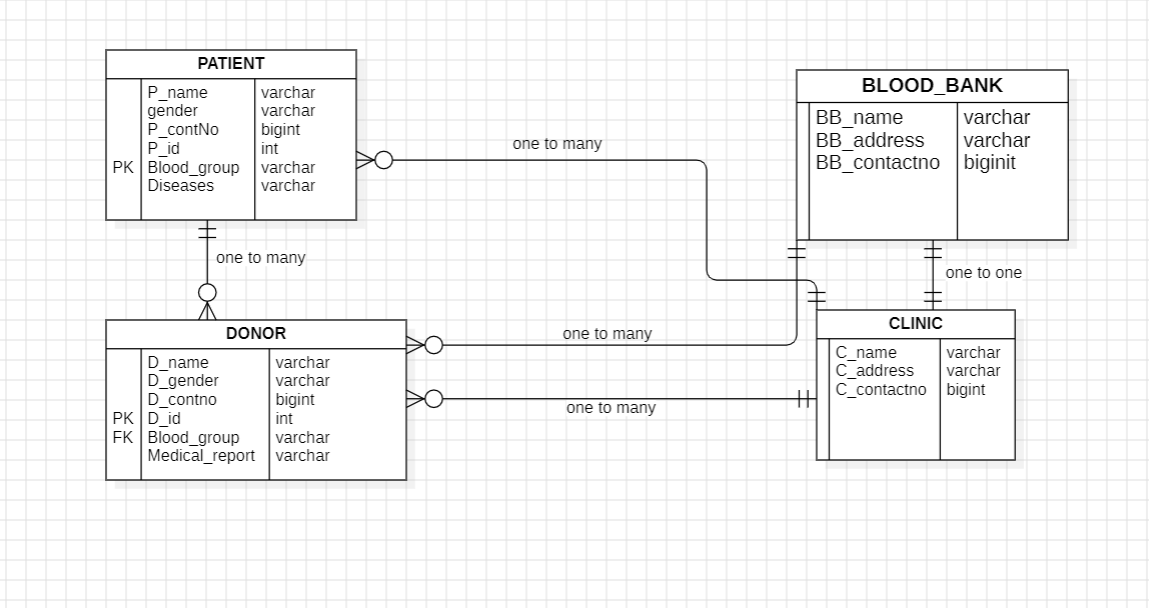 PATIENT
P_name varchar
gender varchar
P_contNo bigint
P_id int
PK Blood_group varchar
Diseases varchar
one to many
BLOOD_BANK
BB_name varchar
BB_address varchar
BB_contactno biginit
one to many
one to one
DONOR
D_name varchar
D_gender varchar
D_contno bigint
PK D_id int
FK Blood_group varchar
Medical_report varchar
one to many
one to many
CLINIC
C_name varchar
C_address varchar
C_contactno bigint